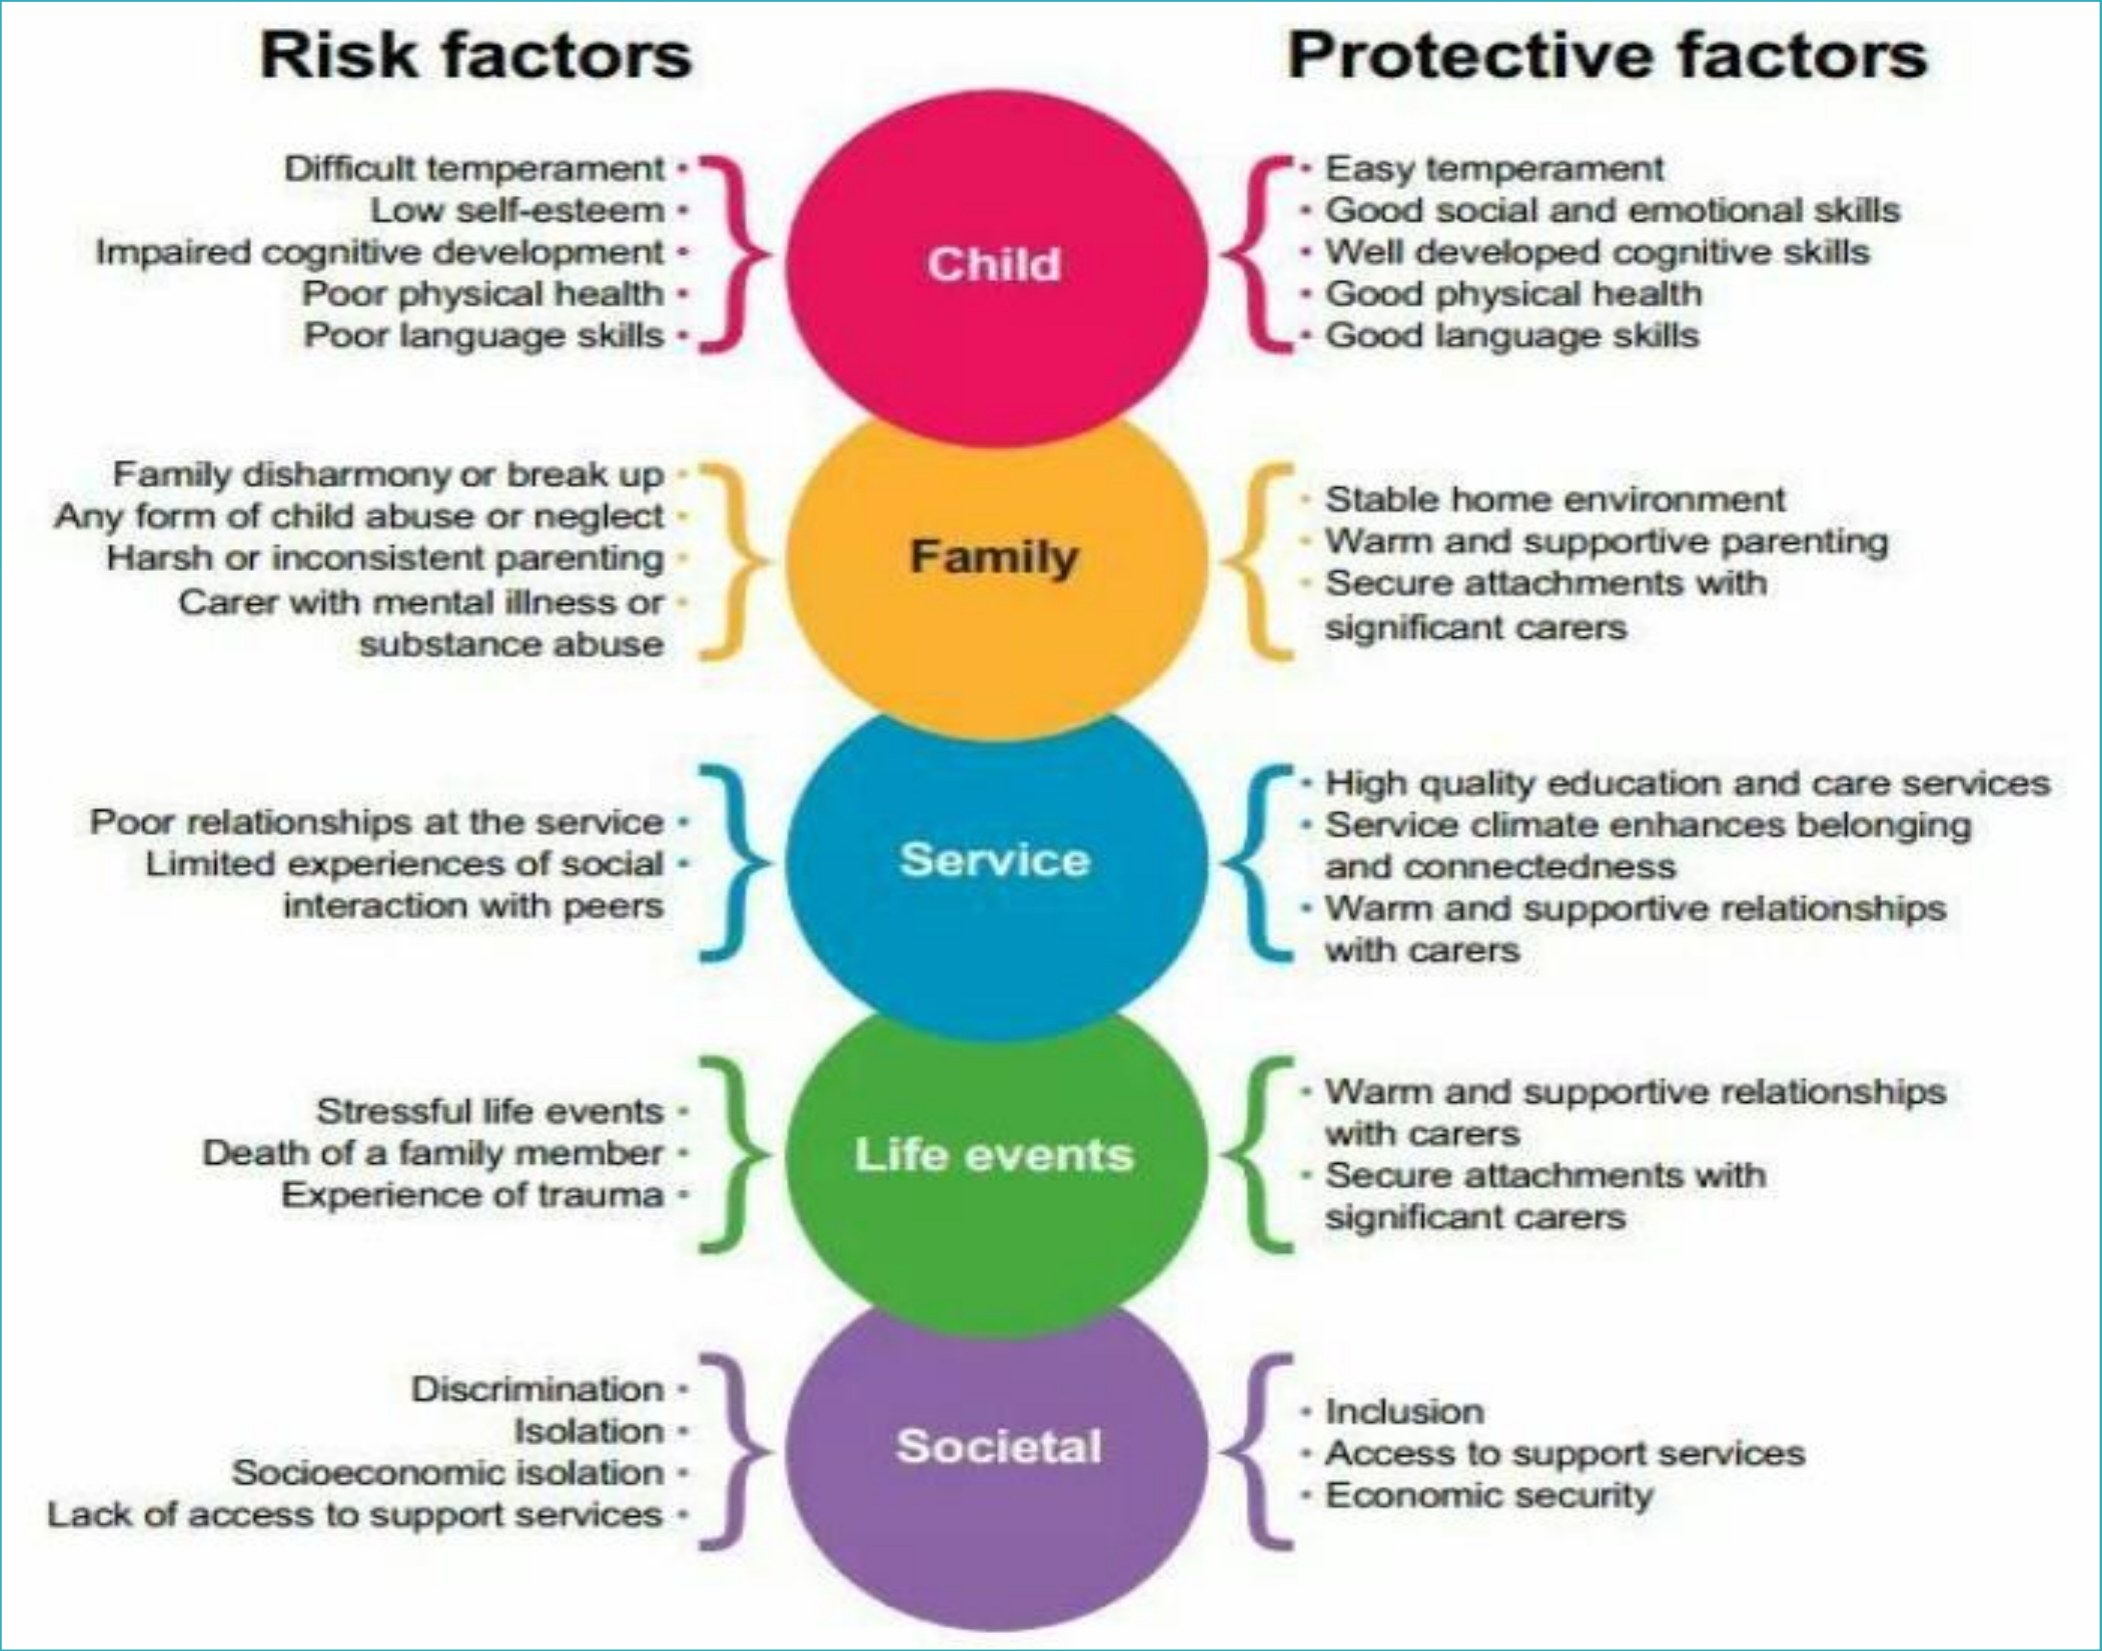 Risk factors
Protective factors
Difficult temperament •
Low self-esteem •
Impaired cognitive development •
Poor physical health •
Poor language skills •
Child
• Easy temperament
• Good social and emotional skills
• Well developed cognitive skills
• Good physical health
• Good language skills
Family disharmony or break up •
Any form of child abuse or neglect •
Harsh or inconsistent parenting •
Carer with mental illness or •
substance abuse
Family
• Stable home environment
• Warm and supportive parenting
• Secure attachments with
significant carers
Poor relationships at the service •
Limited experiences of social •
interaction with peers
Service
• High quality education and care services
• Service climate enhances belonging
and connectedness
• Warm and supportive relationships
with carers
Stressful life events •
Death of a family member •
Experience of trauma •
Life events
• Warm and supportive relationships
with carers
• Secure attachments with
significant carers
Discrimination •
Isolation •
Socioeconomic isolation •
Lack of access to support services •
Societal
• Inclusion
• Access to support services
• Economic security